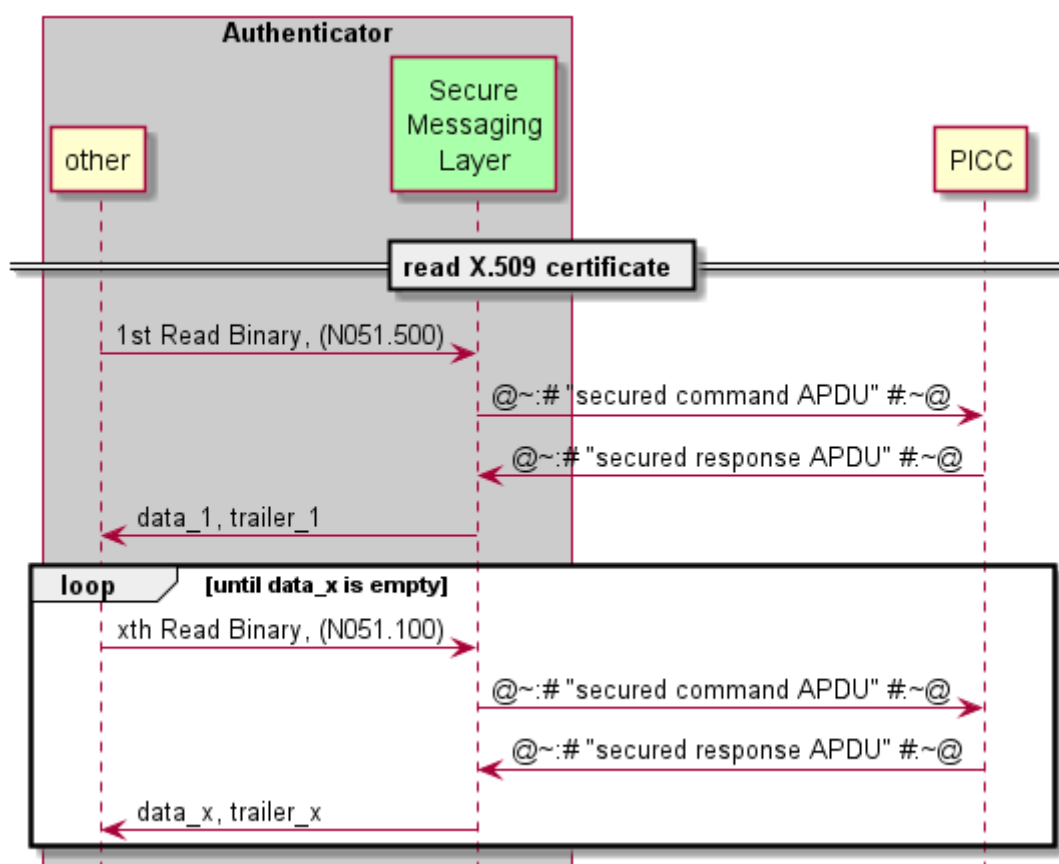 Authenticator
Secure
Messaging
Layer
other
PICC
read X.509 certificate
1st Read Binary, (N051.500)
@~:# "secured command APDU" #:~@
@~:# "secured response APDU" #:~@
data_1, trailer_1
loop [until data_x is empty]
xth Read Binary, (N051.100)
@~:# "secured command APDU" #:~@
@~:# "secured response APDU" #:~@
data_x, trailer_x